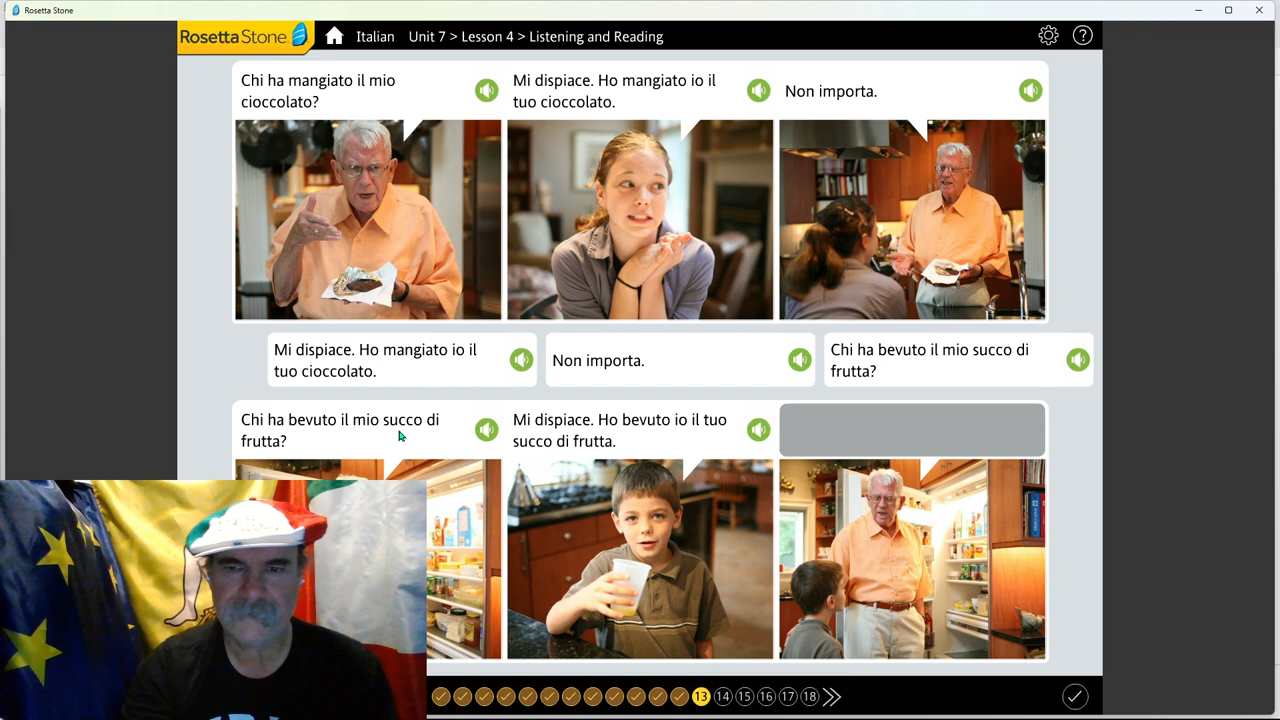 Rosetta Stone
RosettaStone
Italian Unit 7 > Lesson 4 > Listening and Reading
Chi ha mangiato il mio
cioccolato?
Mi dispiace. Ho mangiato io il
tuo cioccolato.
Non importa.
Mi dispiace. Ho mangiato io il
tuo cioccolato.
Non importa.
Chi ha bevuto il mio succo di
frutta?
Chi ha bevuto il mio succo di
frutta?
Mi dispiace. Ho bevuto io il tuo
succo di frutta.
13 14 15 16 17 18